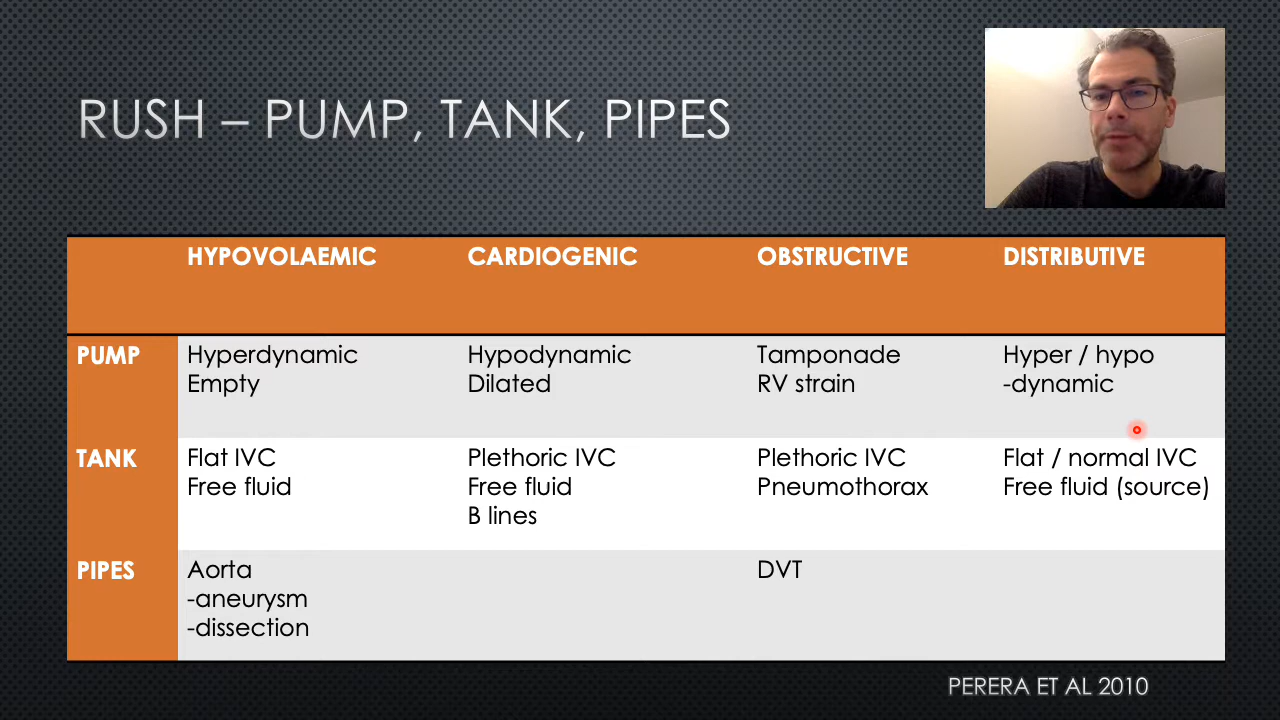 RUSH – PUMP, TANK, PIPES
HYPOVOLAEMIC CARDIOGENIC OBSTRUCTIVE DISTRIBUTIVE
PUMP
Hyperdynamic
Empty
Hypodynamic
Dilated
Tamponade
RV strain
Hyper / hypo
-dynamic
TANK
Flat IVC
Free fluid
Plethoric IVC
Free fluid
B lines
Plethoric IVC
Pneumothorax
Flat / normal IVC
Free fluid (source)
PIPES
Aorta
-aneurysm
-dissection
DVT
PERERA ET AL 2010